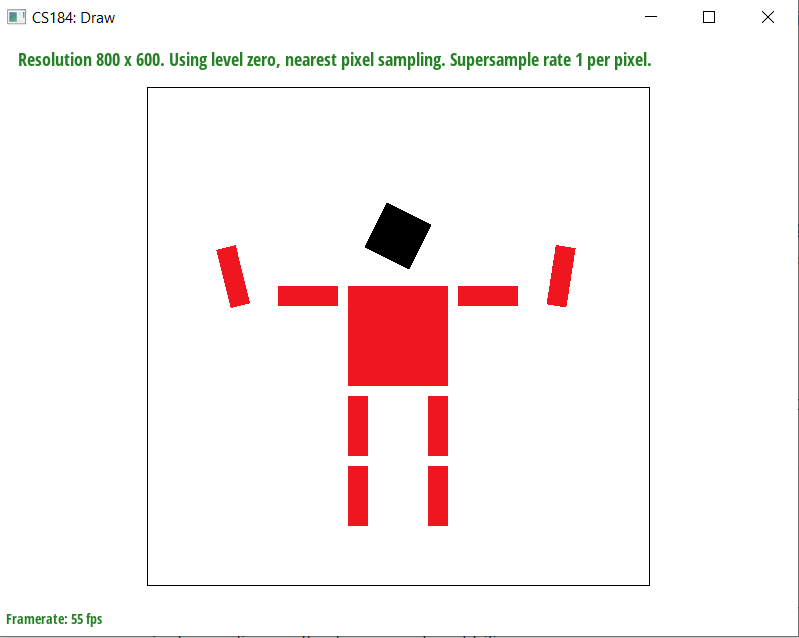 CS184: Draw
Resolution 800 x 600. Using level zero, nearest pixel sampling. Supersample rate 1 per pixel.
Framerate: 55 fps